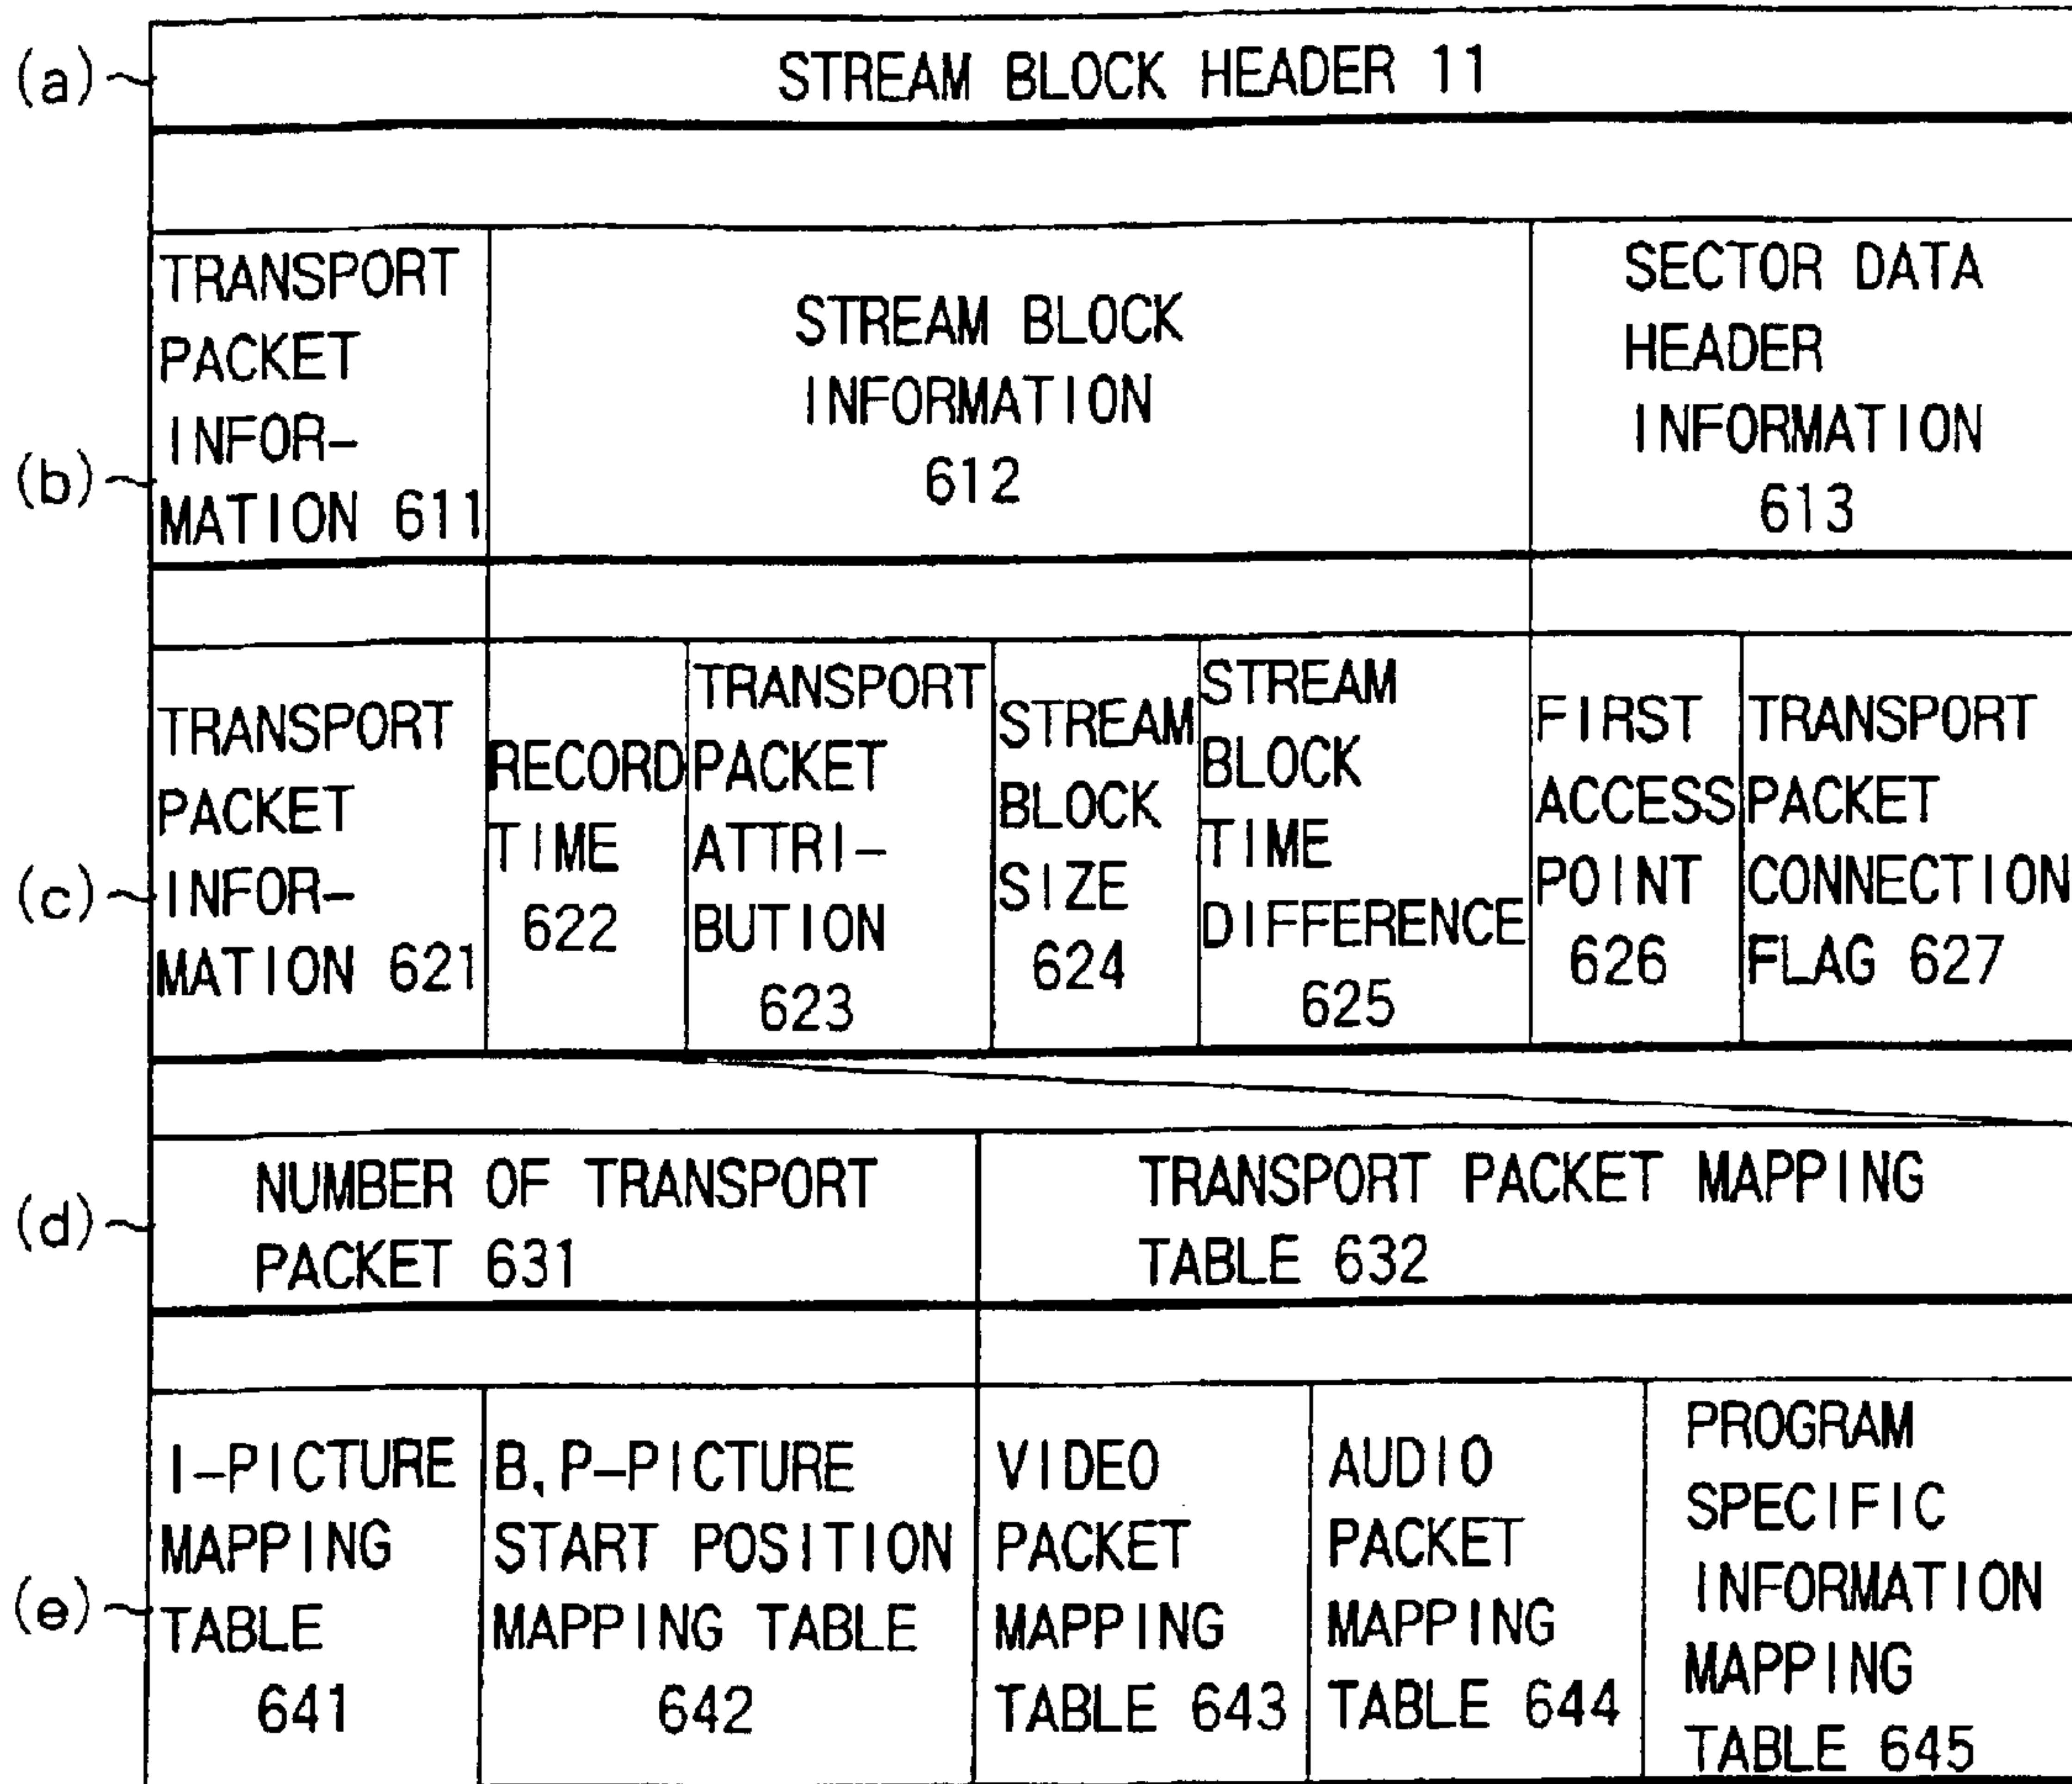 (a)
STREAM BLOCK HEADER 11
(b)
TRANSPORT
PACKET
INFOR-
MATION 611
STREAM BLOCK
INFORMATION
612
SECTOR DATA
HEADER
INFORMATION
613
(c)
TRANSPORT
PACKET
INFOR-
MATION 621
RECORD
TIME
622
TRANSPORT
PACKET
ATTRI-
BUTION
623
STREAM
BLOCK
SIZE
624
STREAM
BLOCK
TIME
DIFFERENCE
625
FIRST
ACCESS
POINT
626
TRANSPORT
PACKET
CONNECTION
FLAG 627
(d)
NUMBER OF TRANSPORT
PACKET 631
TRANSPORT PACKET MAPPING
TABLE 632
(e)
I-PICTURE
MAPPING
TABLE
641
B,P-PICTURE
START POSITION
MAPPING TABLE
642
VIDEO
PACKET
MAPPING
TABLE 643
AUDIO
PACKET
MAPPING
TABLE 644
PROGRAM
SPECIFIC
INFORMATION
MAPPING
TABLE 645